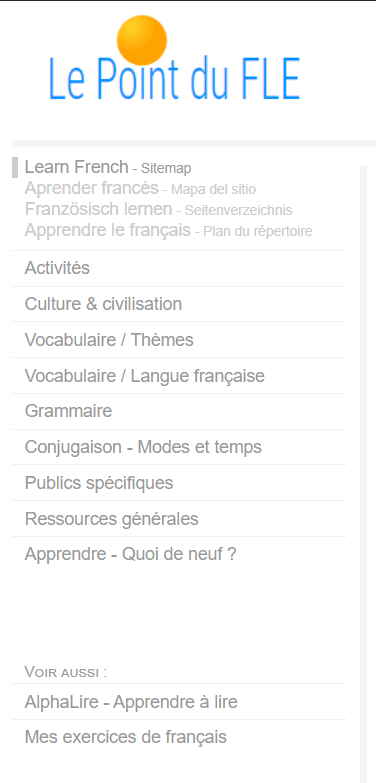 Le Point du FLE
Learn French - Sitemap
Aprender francés - Mapa del sitio
Französisch lernen - Seitenverzeichnis
Apprendre le français - Plan du répertoire
Activités
Culture & civilisation
Vocabulaire / Thèmes
Vocabulaire / Langue française
Grammaire
Conjugaison - Modes et temps
Publics spécifiques
Ressources générales
Apprendre - Quoi de neuf ?
Voir aussi :
AlphaLire - Apprendre à lire
Mes exercices de français